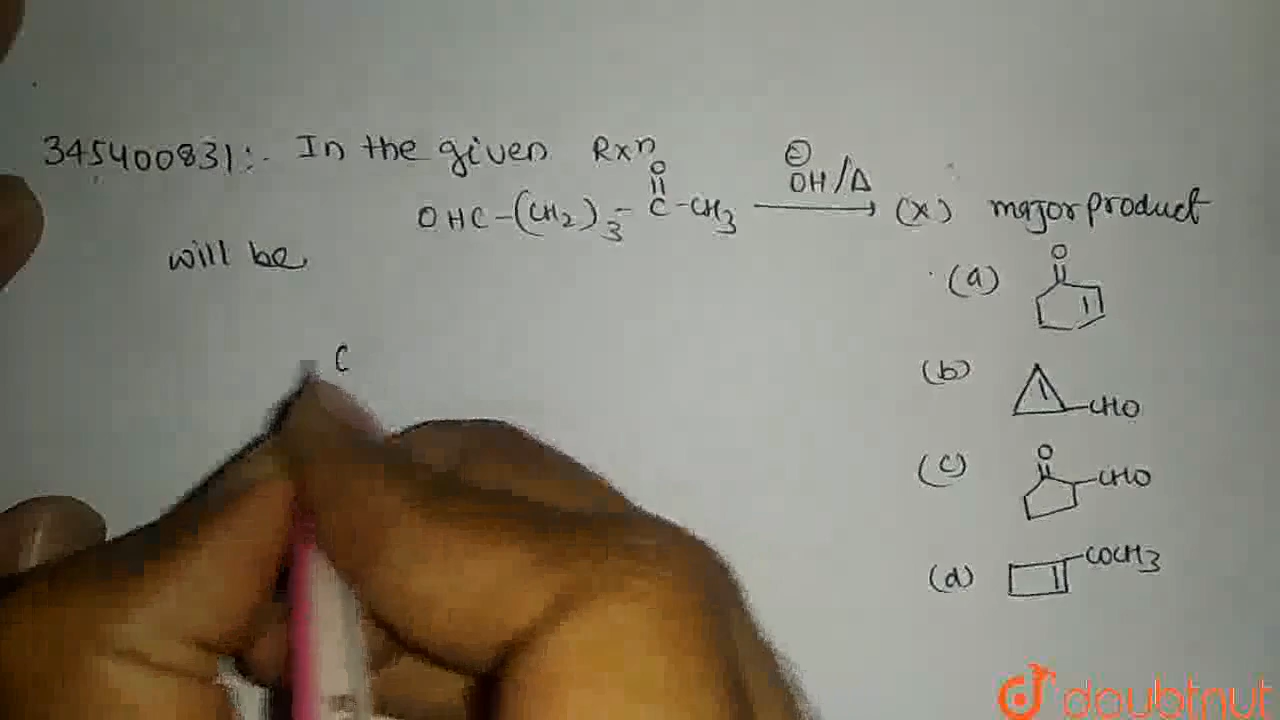 345400831:- In the given Rxn
O
OHC-(CH2)3-C-CH3 ⊖OH/Δ (x) major product
will be
(a) O
C
(b) -CHO
(c) O -CHO
(d) -COCH3
doubtnut